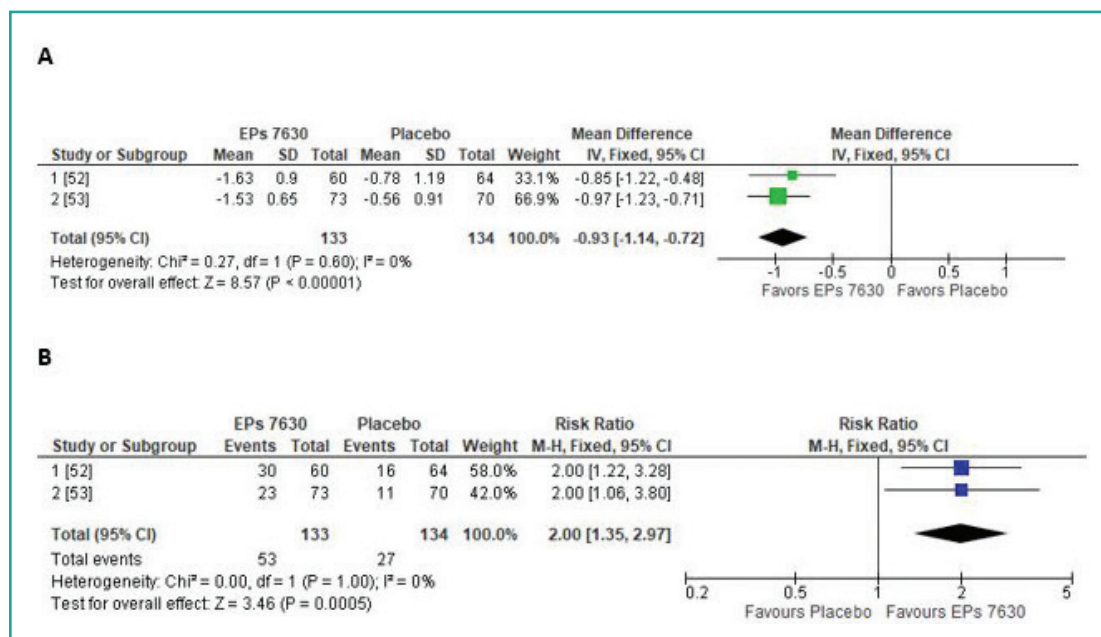 A
EPs 7630 Placebo Mean Difference Mean Difference
Study or Subgroup Mean SD Total Mean SD Total Weight IV, Fixed, 95% CI IV, Fixed, 95% CI
1 [52] -1.63 0.9 60 -0.78 1.19 64 33.1% -0.85 [-1.22, -0.48]
2 [53] -1.53 0.65 73 -0.56 0.91 70 66.9% -0.97 [-1.23, -0.71]
Total (95% CI) 133 134 100.0% -0.93 [-1.14, -0.72]
Heterogeneity: Chi² = 0.27, df = 1 (P = 0.60); I² = 0%
Test for overall effect: Z = 8.57 (P < 0.00001)
-1 -0.5 0 0.5 1
Favors EPs 7630 Favors Placebo
B
EPs 7630 Placebo Risk Ratio Risk Ratio
Study or Subgroup Events Total Events Total Weight M-H, Fixed, 95% CI M-H, Fixed, 95% CI
1 [52] 30 60 16 64 58.0% 2.00 [1.22, 3.28]
2 [53] 23 73 11 70 42.0% 2.00 [1.06, 3.80]
Total (95% CI) 133 134 100.0% 2.00 [1.35, 2.97]
Total events 53 27
Heterogeneity: Chi² = 0.00, df = 1 (P = 1.00); I² = 0%
Test for overall effect: Z = 3.46 (P = 0.0005)
0.2 0.5 1 2 5
Favours Placebo Favours EPs 7630